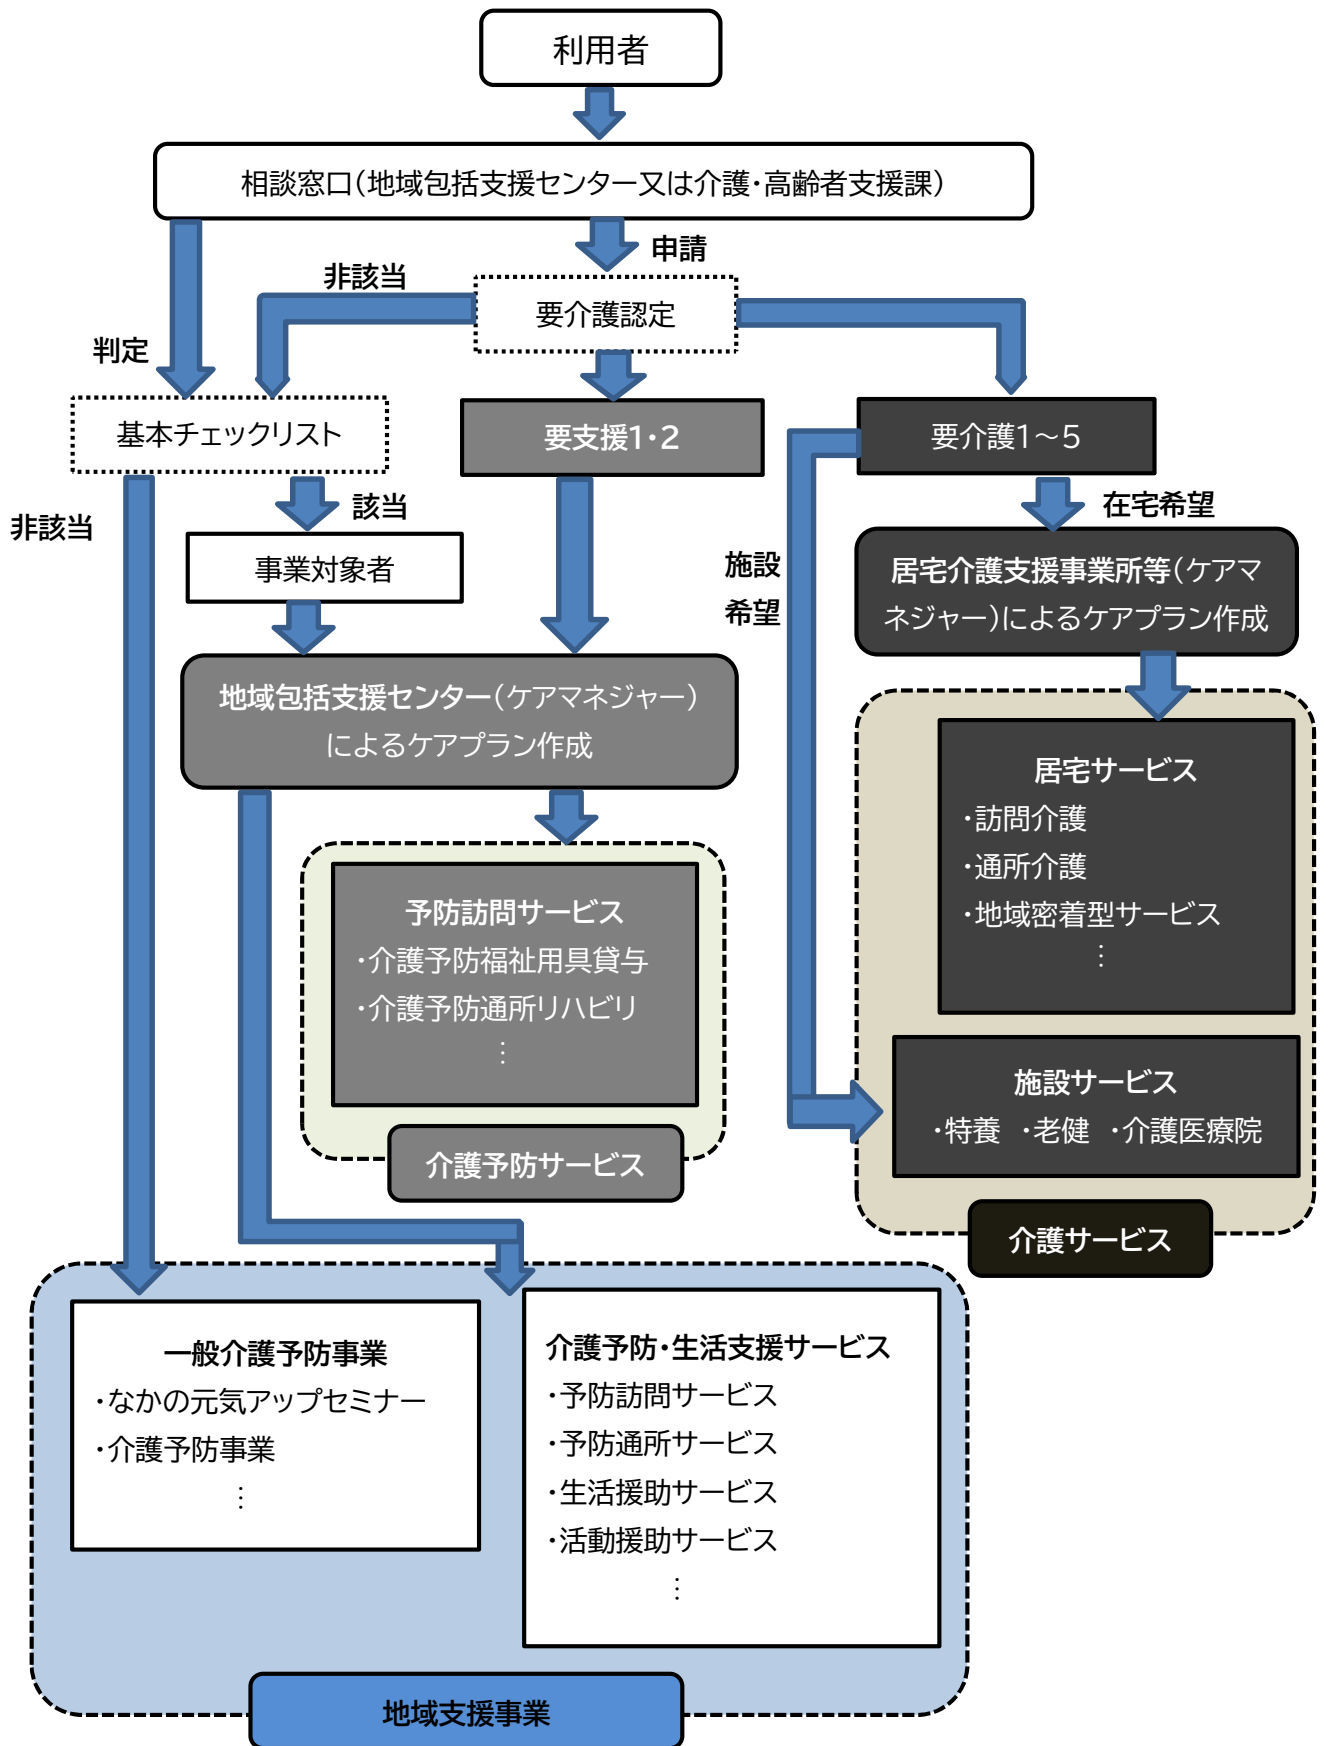 利用者
相談窓口（地域包括支援センター又は介護・高齢者支援課）
申請
非該当
要介護認定
判定
基本チェックリスト
要支援1・2
要介護1～5
非該当
該当
在宅希望
事業対象者
施設
希望
居宅介護支援事業所等（ケアマ
ネジャー）によるケアプラン作成
地域包括支援センター（ケアマネジャー）
によるケアプラン作成
居宅サービス
・訪問介護
・通所介護
・地域密着型サービス
⋮
予防訪問サービス
・介護予防福祉用具貸与
・介護予防通所リハビリ
⋮
施設サービス
・特養 ・老健 ・介護医療院
介護予防サービス
介護サービス
一般介護予防事業
・なかの元気アップセミナー
・介護予防事業
⋮
介護予防・生活支援サービス
・予防訪問サービス
・予防通所サービス
・生活援助サービス
・活動援助サービス
⋮
地域支援事業